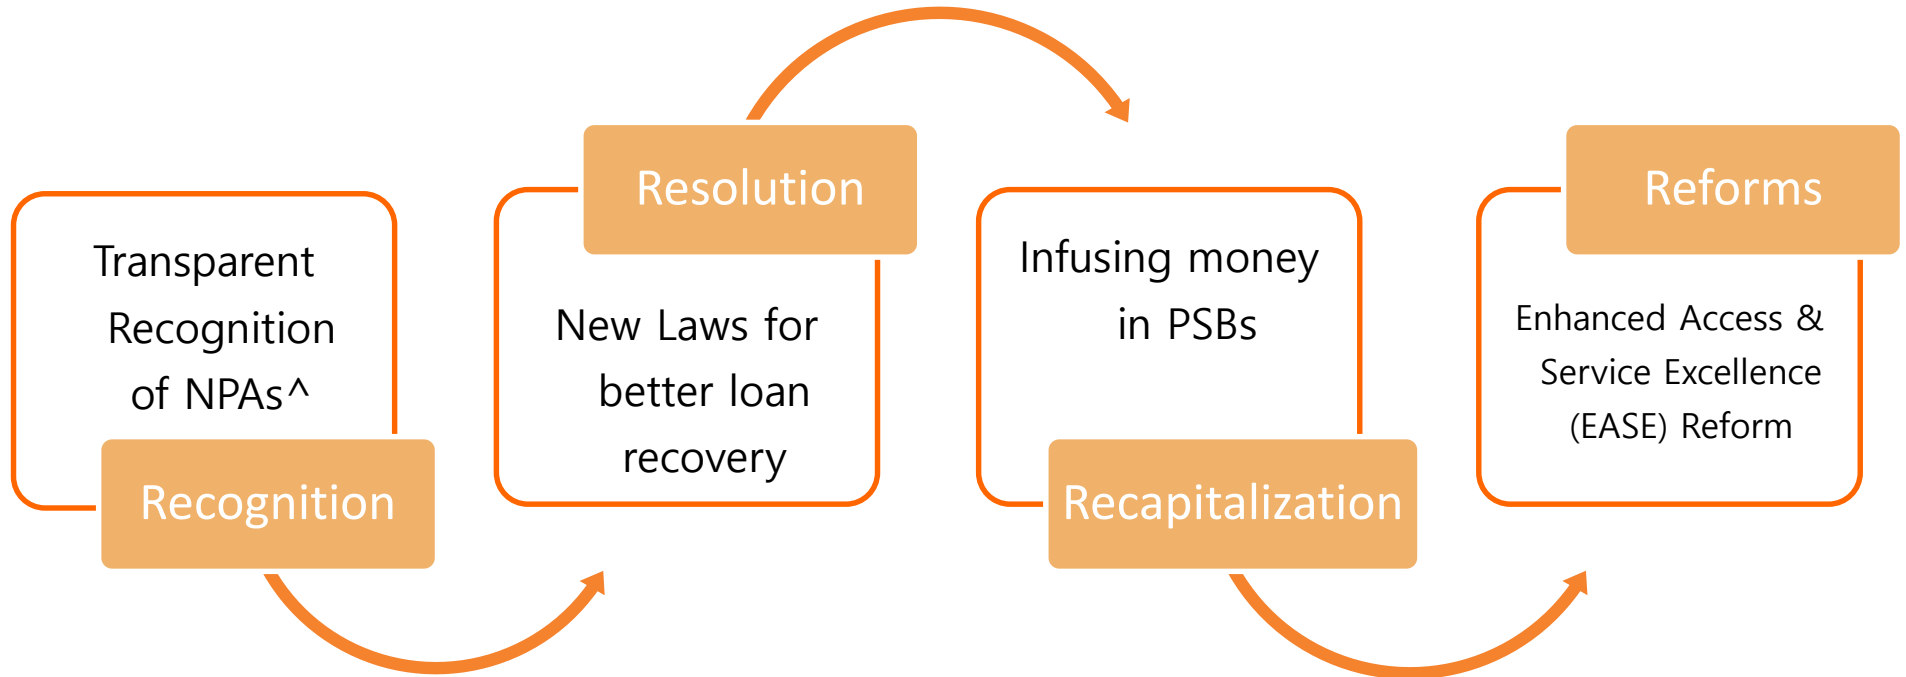 Transparent
Recognition
of NPAs^
Recognition
Resolution
New Laws for
better loan
recovery
Infusing money
in PSBs
Recapitalization
Reforms
Enhanced Access &
Service Excellence
(EASE) Reform